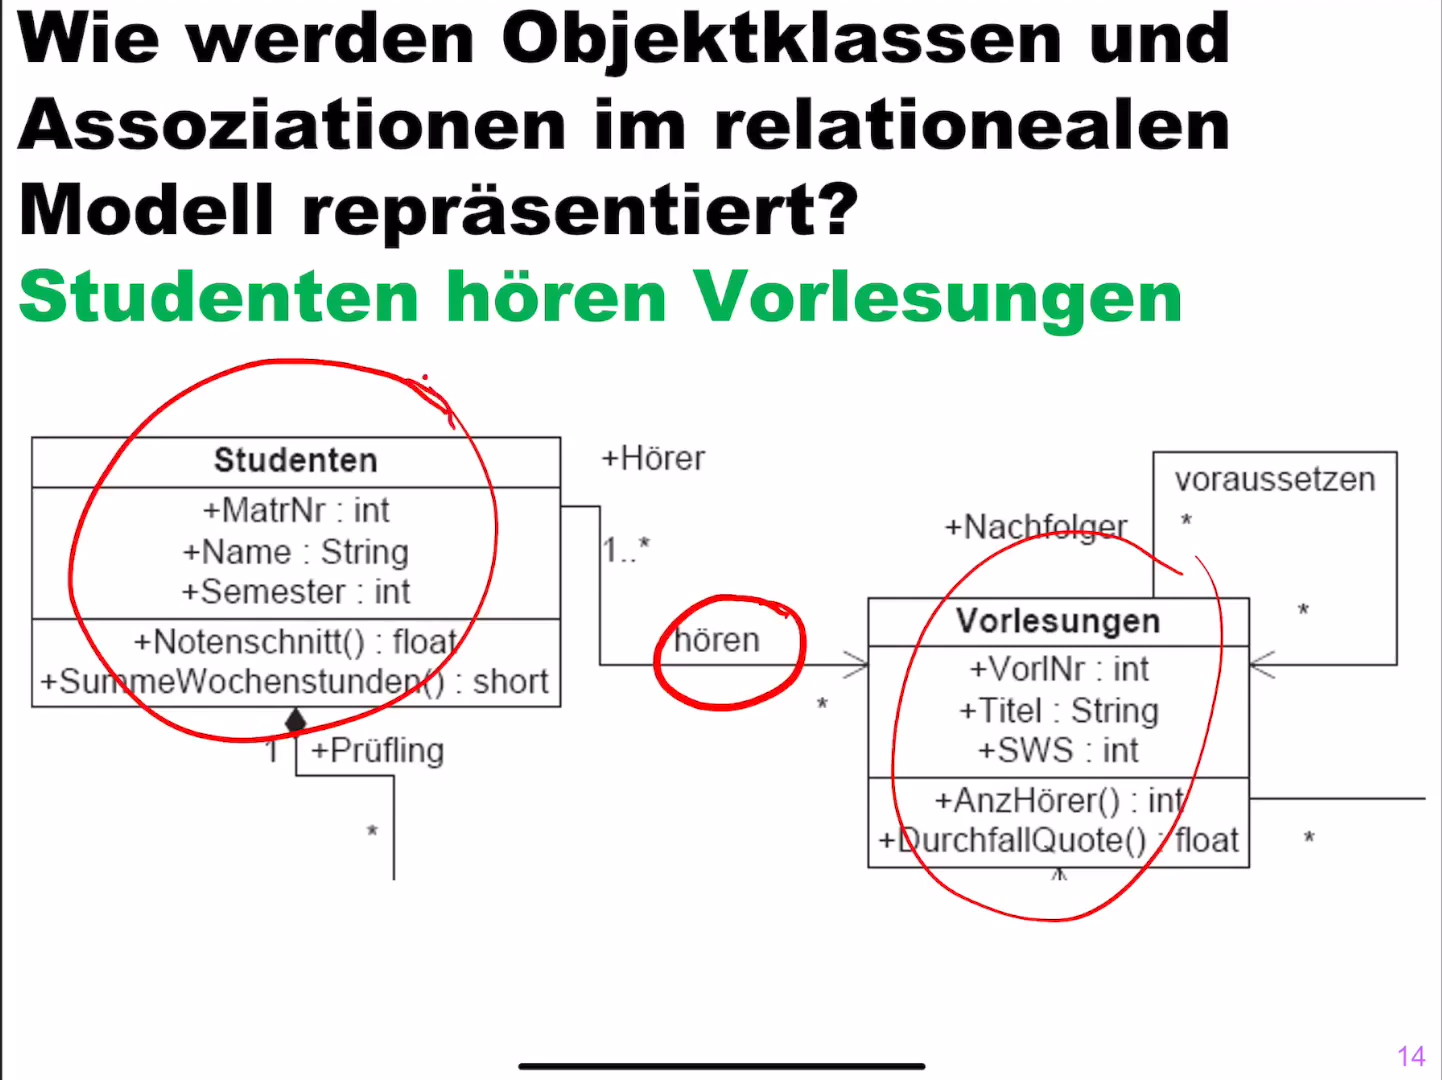 Wie werden Objektklassen und
Assoziationen im relationealen
Modell repräsentiert?
Studenten hören Vorlesungen
Studenten
+MatrNr : int
+Name : String
+Semester : int
+Notenschnitt() : float
+SummeWochenstunden() : short
+Hörer
1..*
hören
*
1
+Prüfling
*
voraussetzen
+Nachfolger
*
*
Vorlesungen
+VorlNr : int
+Titel : String
+SWS : int
+AnzHörer() : int
+DurchfallQuote() : float
*
14